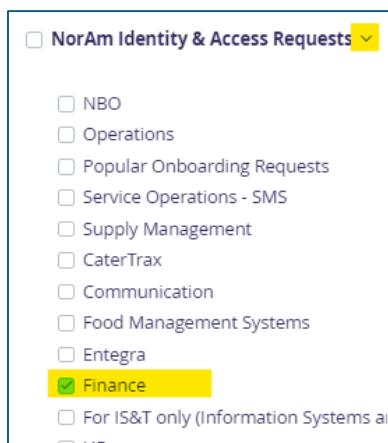 NorAm Identity & Access Requests
NBO
Operations
Popular Onboarding Requests
Service Operations - SMS
Supply Management
CaterTrax
Communication
Food Management Systems
Entegra
Finance
For IS&T only (Information Systems